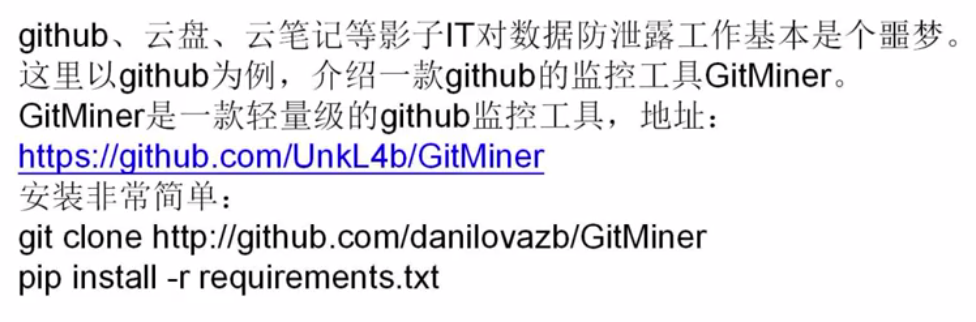 github、云盘、云笔记等影子IT对数据防泄露工作基本是个噩梦。
这里以github为例，介绍一款github的监控工具GitMiner。
GitMiner是一款轻量级的github监控工具，地址：
https://github.com/UnkL4b/GitMiner
安装非常简单：
git clone http://github.com/danilovazb/GitMiner
pip install -r requirements.txt